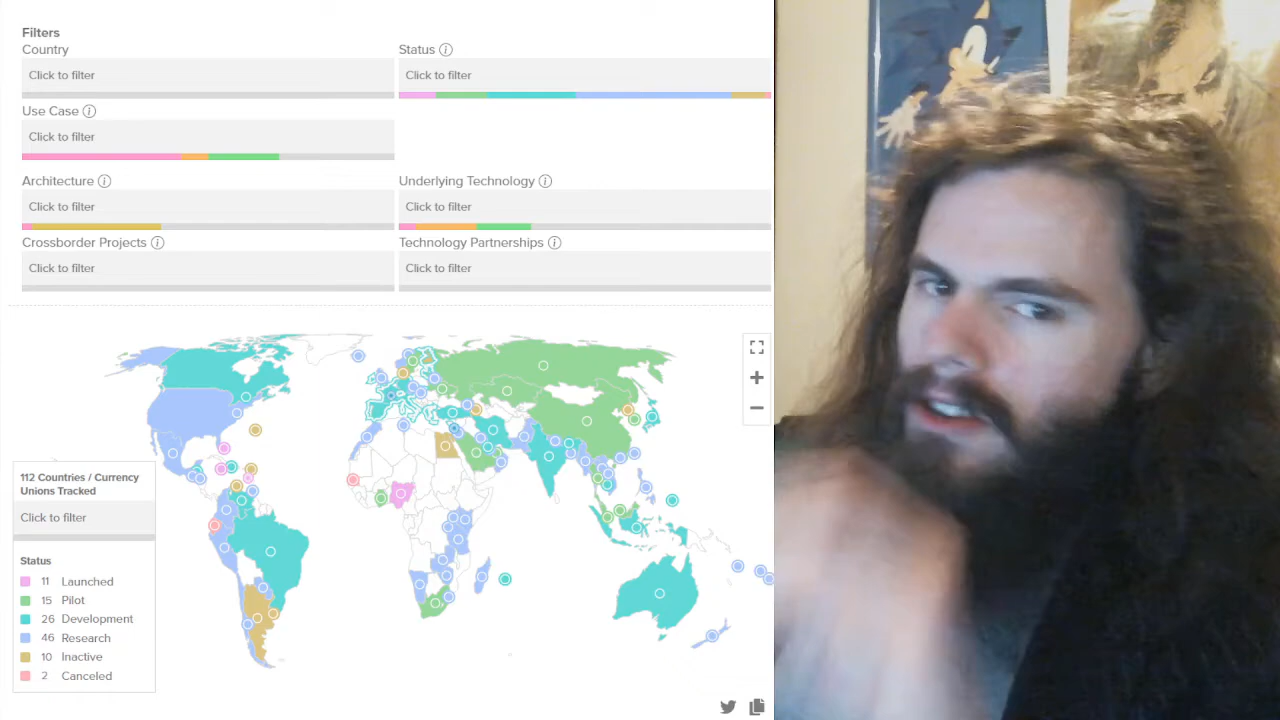 Filters
Country
Click to filter
Status
Click to filter
Use Case
Click to filter
Architecture
Click to filter
Underlying Technology
Click to filter
Crossborder Projects
Click to filter
Technology Partnerships
Click to filter
112 Countries / Currency
Unions Tracked
Click to filter
Status
11 Launched
15 Pilot
26 Development
46 Research
10 Inactive
2 Canceled